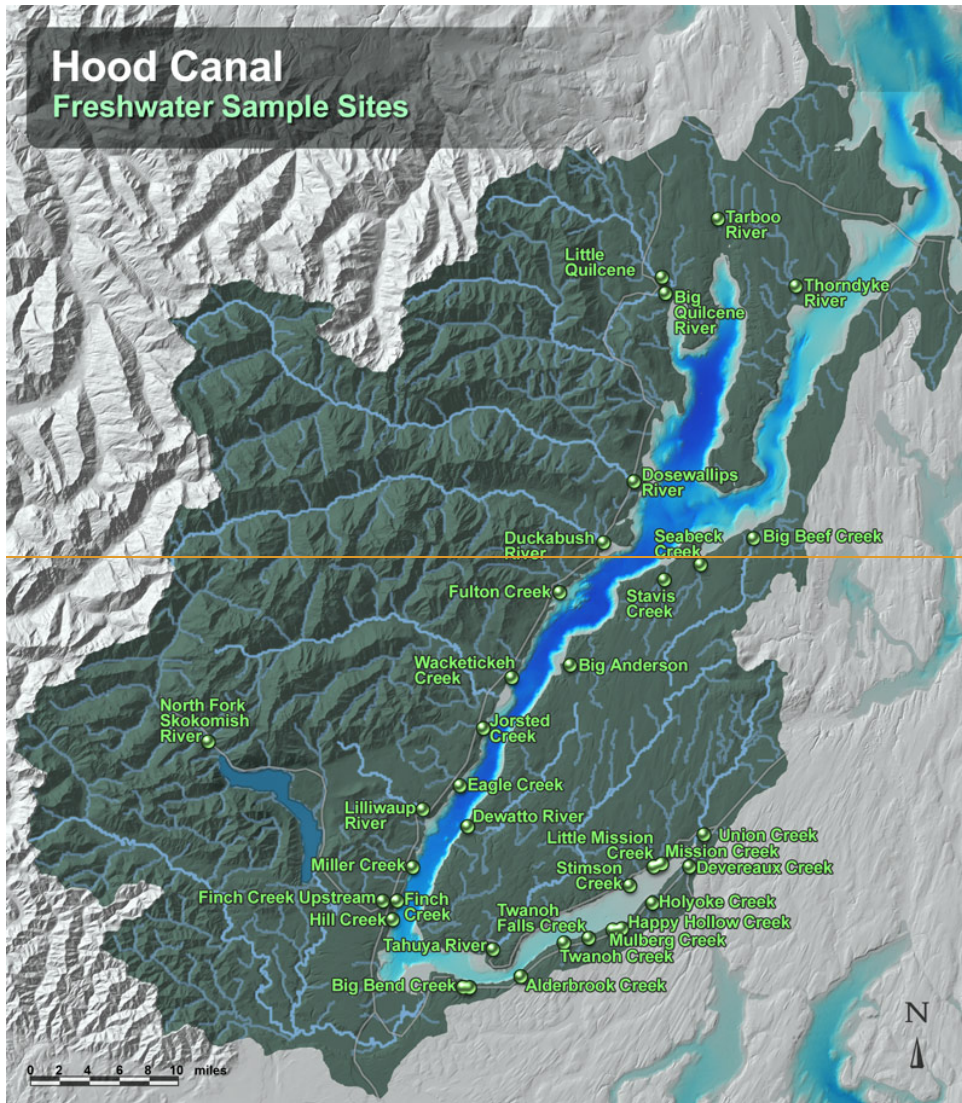 Hood Canal
Freshwater Sample Sites
Tarboo
River
Little
Quilcene
Big
Quilcene
River
Thorndyke
River
Dosewallips
River
Duckabush
River
Seabeck
Creek
Big Beef Creek
Fulton Creek
Stavis
Creek
Wacketickeh
Creek
Big Anderson
North Fork
Skokomish
River
Jorsted
Creek
Eagle Creek
Lilliwaup
River
Dewatto River
Little Mission
Creek
Union Creek
Mission Creek
Miller Creek
Stimson
Creek
Devereaux Creek
Finch Creek Upstream
Finch
Creek
Holyoke Creek
Hill Creek
Twanoh
Falls Creek
Happy Hollow Creek
Mulberg Creek
Tahuya River
Twanoh Creek
Big Bend Creek
Alderbrook Creek
N
0 2 4 6 8 10 miles